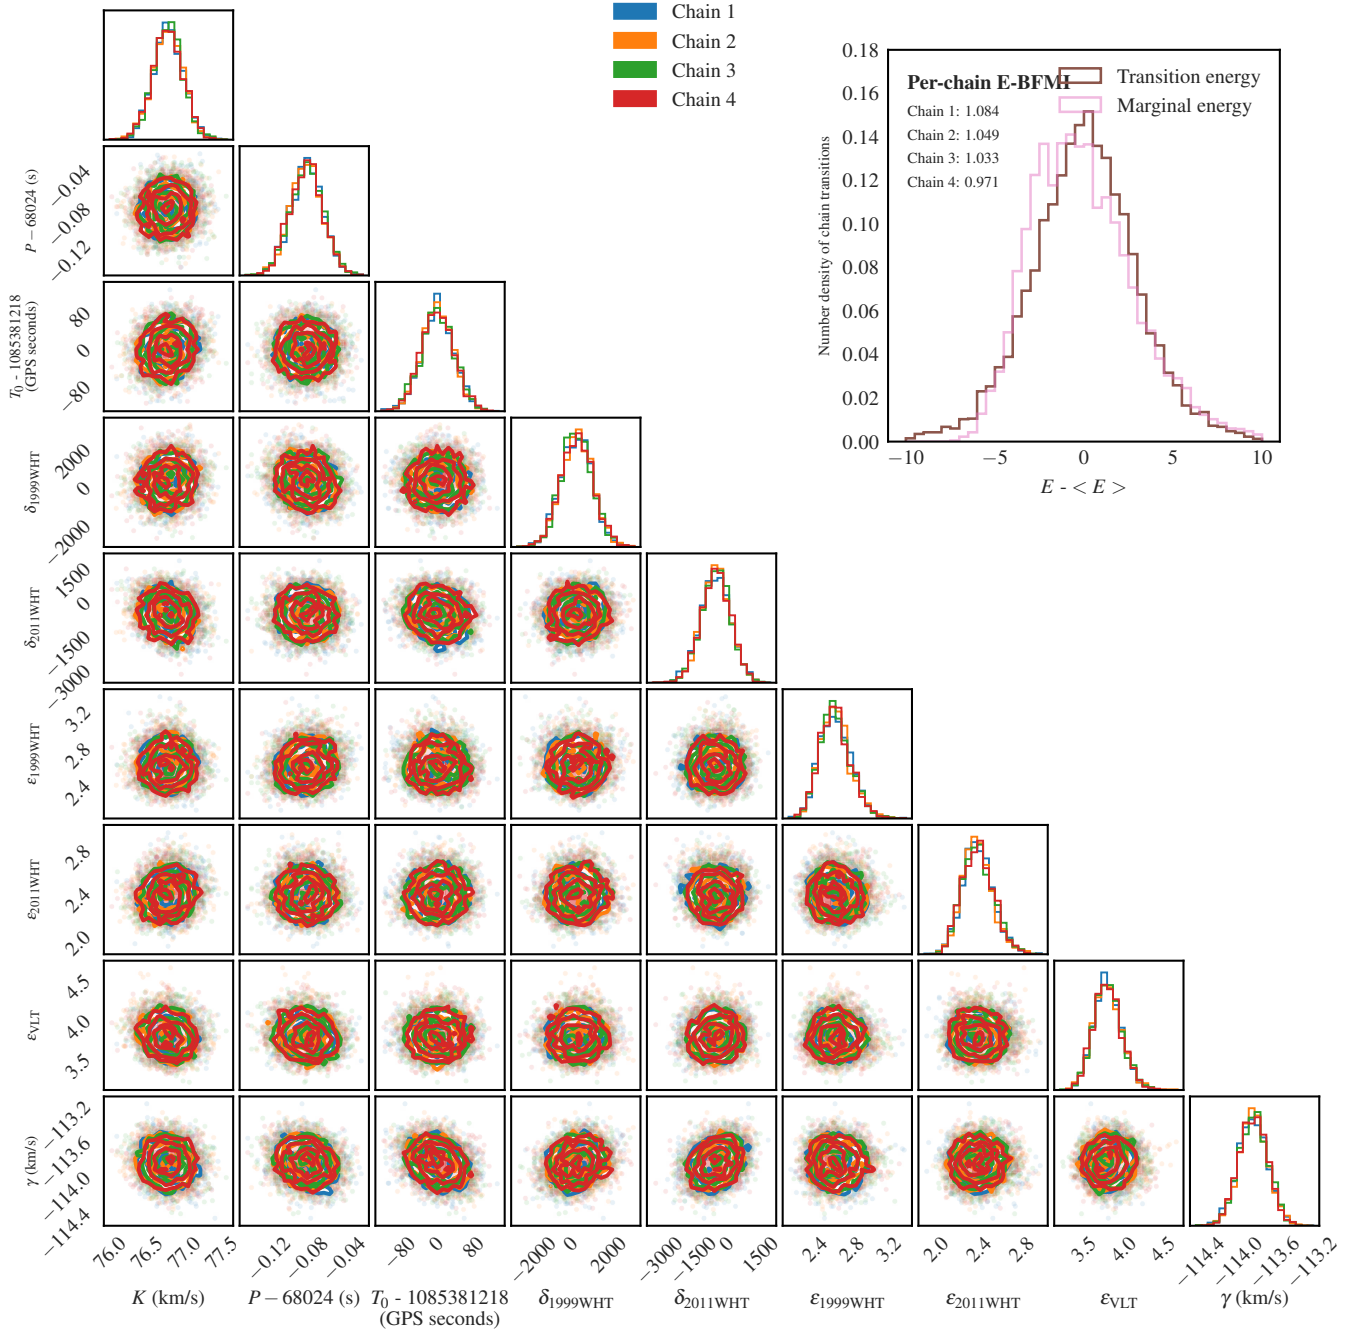 Chain 1
Chain 2
Chain 3
Chain 4
0.18
0.16
0.14
0.12
0.10
0.08
0.06
0.04
0.02
0.00
Number density of chain transitions
Per-chain E-BFMI
Chain 1: 1.084
Chain 2: 1.049
Chain 3: 1.033
Chain 4: 0.971
Transition energy
Marginal energy
−10 −5 0 5 10
E - < E >
P − 68024 (s)
−0.04
−0.08
−0.12
T₀ - 1085381218
(GPS seconds)
80
0
−80
δ₁₉₉₉WHT
2000
0
−2000
δ₂₀₁₁WHT
1500
0
−1500
−3000
ε₁₉₉₉WHT
3.2
2.8
2.4
ε₂₀₁₁WHT
2.8
2.4
2.0
εVLT
4.5
4.0
3.5
γ (km/s)
−113.2
−113.6
−114.0
−114.4
76.0 76.5 77.0 77.5
−0.12 −0.08 −0.04
−80 0 80
−2000 0 2000
−3000 −1500 0 1500
2.4 2.8 3.2
2.0 2.4 2.8
3.5 4.0 4.5
−114.4 −114.0 −113.6 −113.2
K (km/s)
P − 68024 (s)
T₀ - 1085381218
(GPS seconds)
δ₁₉₉₉WHT
δ₂₀₁₁WHT
ε₁₉₉₉WHT
ε₂₀₁₁WHT
εVLT
γ (km/s)